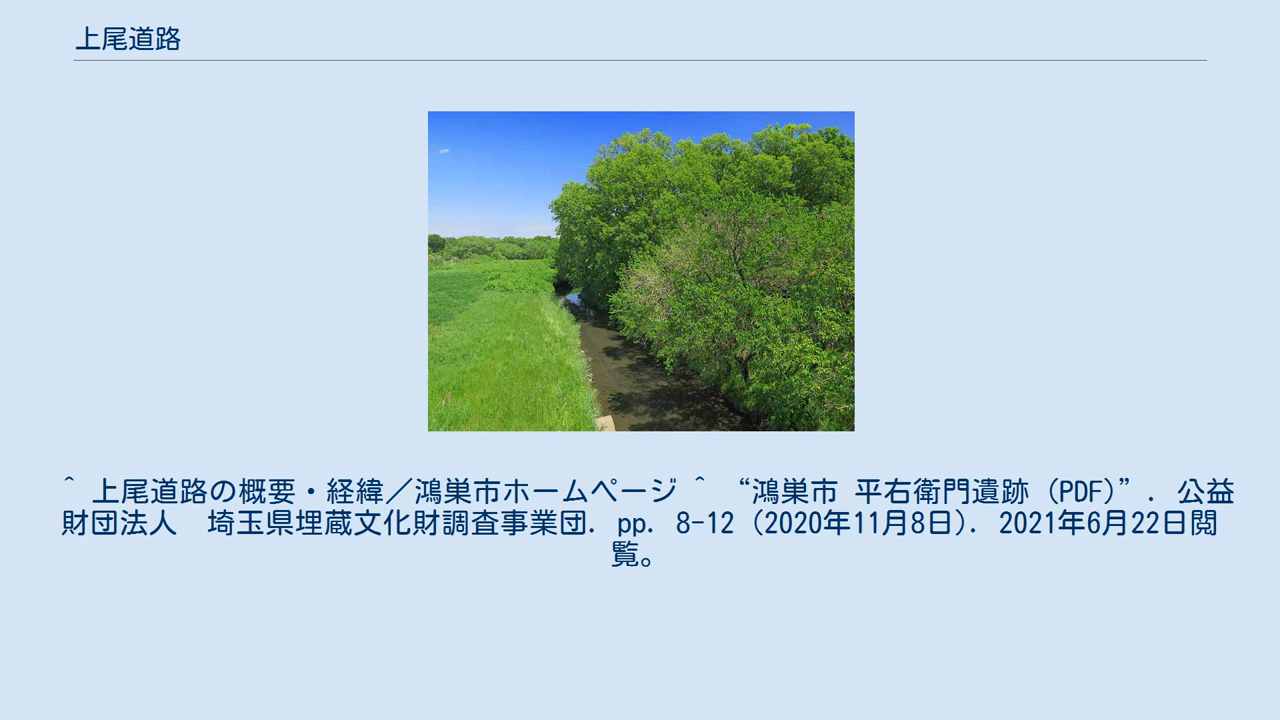 上尾道路
^ 上尾道路の概要・経緯／鴻巣市ホームページ ^ “鴻巣市 平右衛門遺跡 (PDF)”. 公益
財団法人　埼玉県埋蔵文化財調査事業団. pp. 8-12 (2020年11月8日). 2021年6月22日閲
覧。